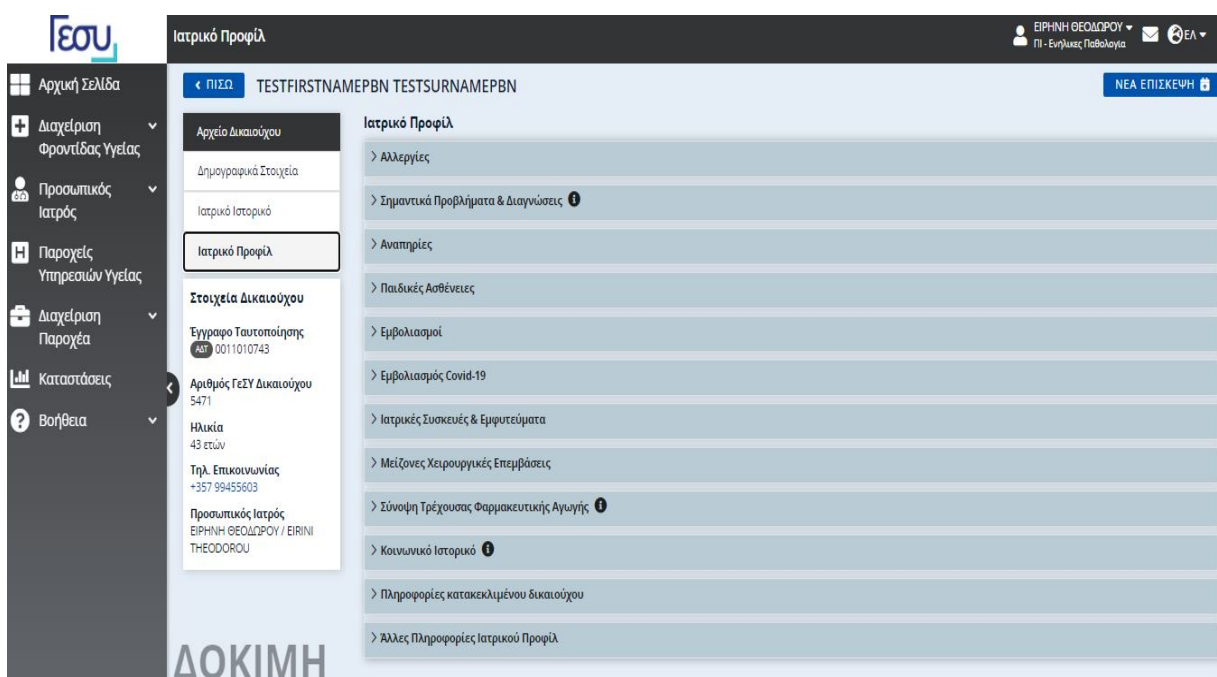 Γεσυ
Ιατρικό Προφίλ
ΕΙΡΗΝΗ ΘΕΟΔΩΡΟΥ
ΠΙ - Ενήλικες Παθολογία
ΕΛ
Αρχική Σελίδα
Διαχείριση
Φροντίδας Υγείας
Προσωπικός
Ιατρός
Παροχείς
Υπηρεσιών Υγείας
Διαχείριση
Παροχέα
Καταστάσεις
Βοήθεια
ΠΙΣΩ
TESTFIRSTNAMEPBN TESTSURNAMEPBN
ΝΕΑ ΕΠΙΣΚΕΨΗ
Αρχείο Δικαιούχου
Δημογραφικά Στοιχεία
Ιατρικό Ιστορικό
Ιατρικό Προφίλ
Στοιχεία Δικαιούχου
Έγγραφο Ταυτοποίησης
ΑΔΤ 0011010743
Αριθμός ΓεΣΥ Δικαιούχου
5471
Ηλικία
43 ετών
Τηλ. Επικοινωνίας
+357 99455603
Προσωπικός Ιατρός
ΕΙΡΗΝΗ ΘΕΟΔΩΡΟΥ / EIRINI
THEODOROU
Ιατρικό Προφίλ
Αλλεργίες
Σημαντικά Προβλήματα & Διαγνώσεις
Αναπηρίες
Παιδικές Ασθένειες
Εμβολιασμοί
Εμβολιασμός Covid-19
Ιατρικές Συσκευές & Εμφυτεύματα
Μείζονες Χειρουργικές Επεμβάσεις
Σύνοψη Τρέχουσας Φαρμακευτικής Αγωγής
Κοινωνικό Ιστορικό
Πληροφορίες κατακεκλιμένου δικαιούχου
Άλλες Πληροφορίες Ιατρικού Προφίλ
ΔΟΚΙΜΗ